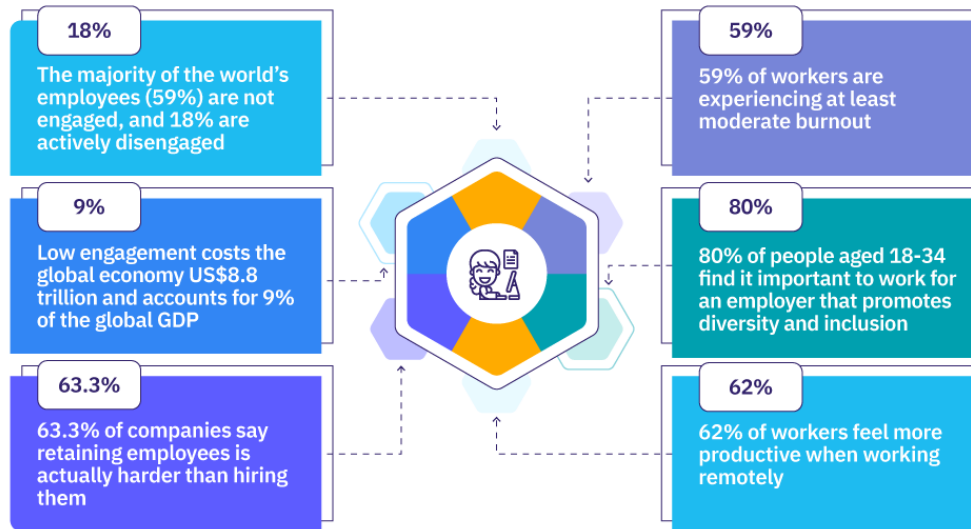 18%
The majority of the world's
employees (59%) are not
engaged, and 18% are
actively disengaged
9%
Low engagement costs the
global economy US$8.8
trillion and accounts for 9%
of the global GDP
63.3%
63.3% of companies say
retaining employees is
actually harder than hiring
them
59%
59% of workers are
experiencing at least
moderate burnout
80%
80% of people aged 18-34
find it important to work for
an employer that promotes
diversity and inclusion
62%
62% of workers feel more
productive when working
remotely